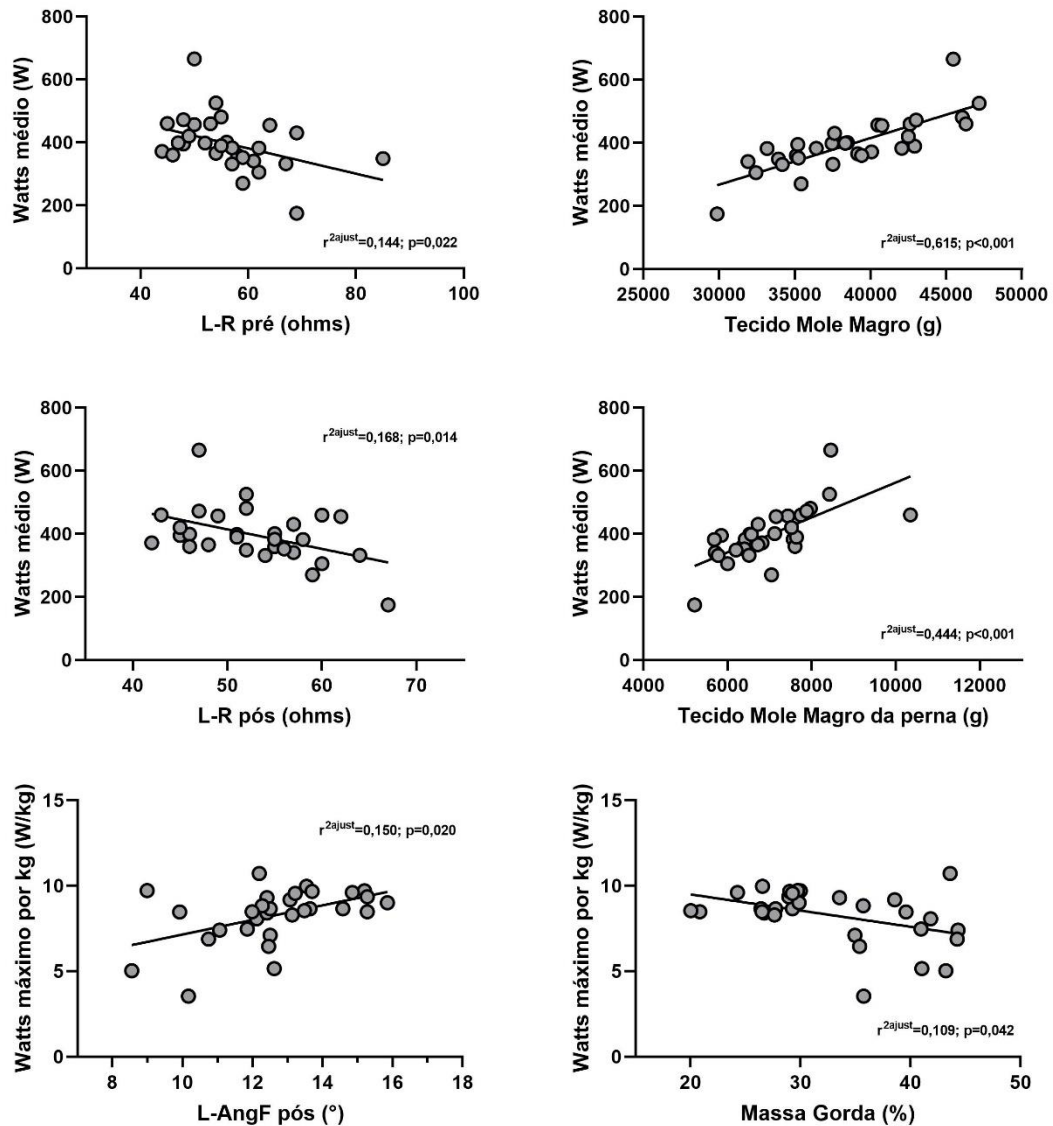 Watts médio (W)
800
600
400
200
0
r2ajust=0,144; p=0,022
40 60 80 100
L-R pré (ohms)
Watts médio (W)
800
600
400
200
0
r2ajust=0,615; p<0,001
25000 30000 35000 40000 45000 50000
Tecido Mole Magro (g)
Watts médio (W)
800
600
400
200
0
r2ajust=0,168; p=0,014
40 50 60 70
L-R pós (ohms)
Watts médio (W)
800
600
400
200
0
r2ajust=0,444; p<0,001
4000 6000 8000 10000 12000
Tecido Mole Magro da perna (g)
Watts máximo por kg (W/kg)
15
10
5
0
r2ajust=0,150; p=0,020
8 10 12 14 16 18
L-AngF pós (°)
Watts máximo por kg (W/kg)
15
10
5
0
r2ajust=0,109; p=0,042
20 30 40 50
Massa Gorda (%)